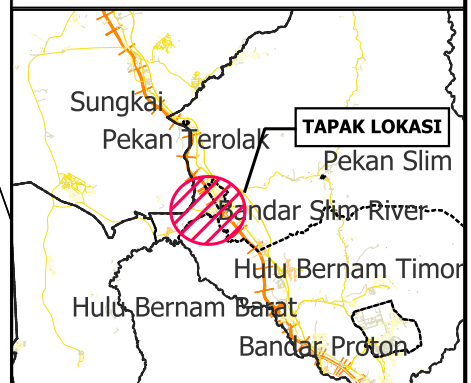 Sungkai
Pekan Terolak
TAPAK LOKASI
Pekan Slim
Bandar Slim River
Hulu Bernam Timor
Hulu Bernam Barat
Bandar Proton